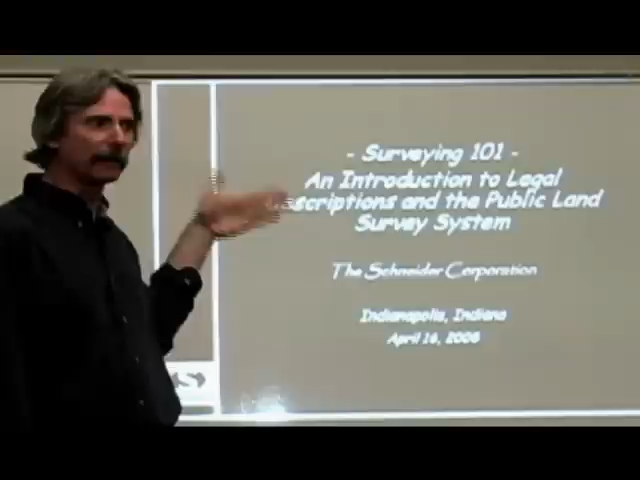 - Surveying 101 -
An Introduction to Legal
scriptions and the Public Land
Survey System
The Schneider Corporation
Indianapolis, Indiana
April 16, 2008
S